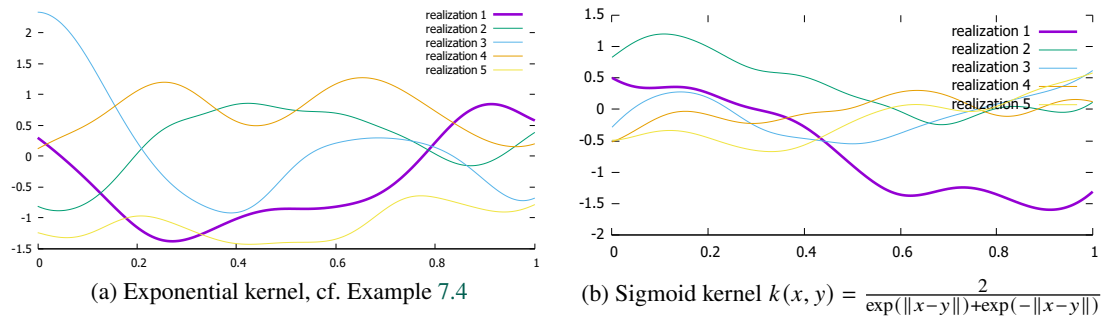 realization 1
realization 2
realization 3
realization 4
realization 5
2
1.5
1
0.5
0
-0.5
-1
-1.5
0 0.2 0.4 0.6 0.8 1
(a) Exponential kernel, cf. Example 7.4
realization 1
realization 2
realization 3
realization 4
realization 5
1.5
1
0.5
0
-0.5
-1
-1.5
-2
0 0.2 0.4 0.6 0.8 1
(b) Sigmoid kernel k(x, y) = 2 / exp(‖x−y‖)+exp(−‖x−y‖)